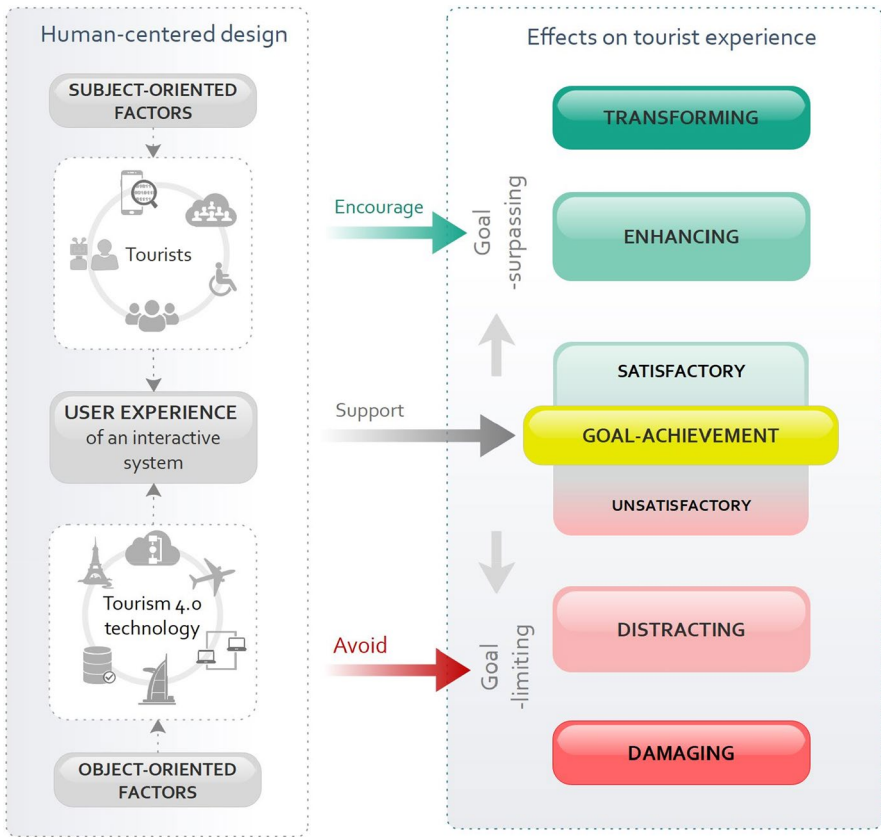 Human-centered design
SUBJECT-ORIENTED
FACTORS
Tourists
USER EXPERIENCE
of an interactive
system
Tourism 4.0
technology
OBJECT-ORIENTED
FACTORS
Encourage
Support
Avoid
Effects on tourist experience
TRANSFORMING
Goal
-surpassing
ENHANCING
SATISFACTORY
GOAL-ACHIEVEMENT
UNSATISFACTORY
Goal
-limiting
DISTRACTING
DAMAGING